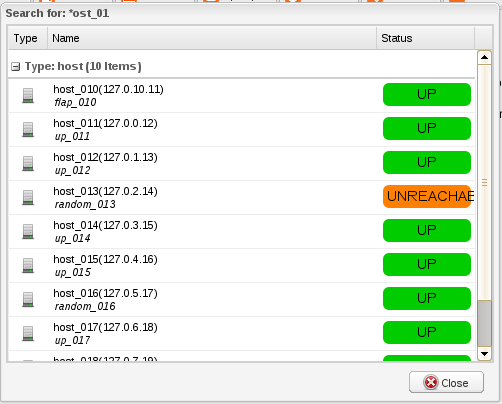 Search for: *ost_01
Type Name Status
Type: host (10 Items)
host_010(127.0.10.11)
flap_010
UP
host_011(127.0.0.12)
up_011
UP
host_012(127.0.1.13)
up_012
UP
host_013(127.0.2.14)
random_013
UNREACHAE
host_014(127.0.3.15)
up_014
UP
host_015(127.0.4.16)
up_015
UP
host_016(127.0.5.17)
random_016
UP
host_017(127.0.6.18)
up_017
UP
host_018(127.0.7.19)
Close